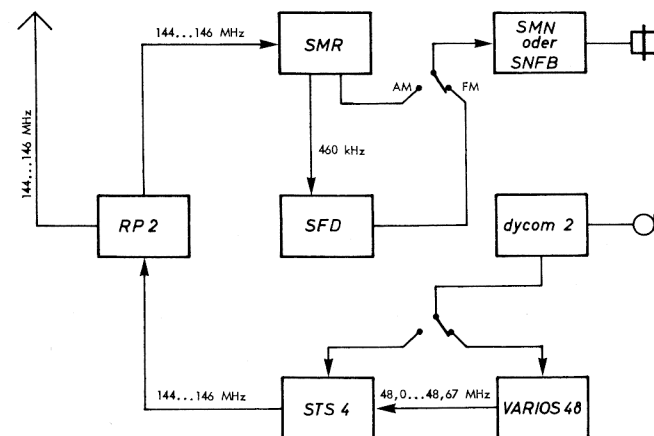 144...146 MHz
SMR
SMN
oder
SNFB
AM
FM
144...146 MHz
460 kHz
RP 2
SFD
dycom 2
144...146 MHz
STS 4
48,0...48,67 MHz
VARIOS 48